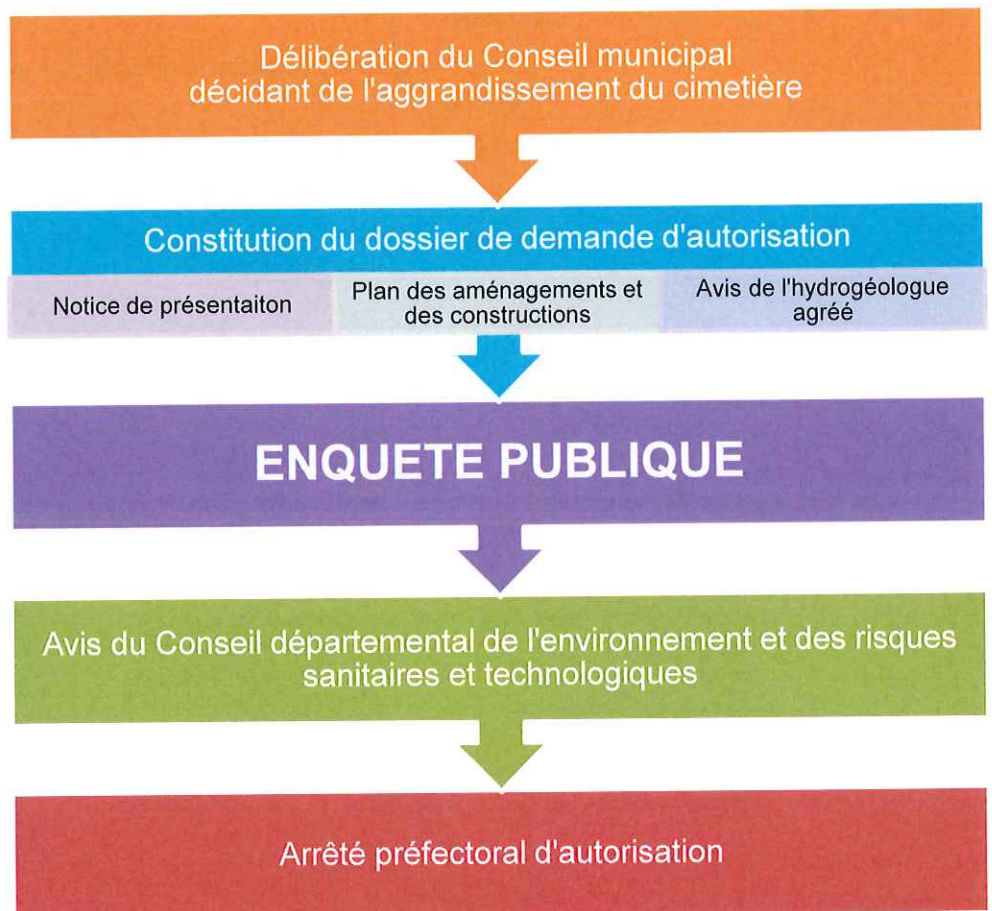 Délibération du Conseil municipal
décidant de l'aggrandissement du cimetière
Constitution du dossier de demande d'autorisation
Notice de présentaiton
Plan des aménagements et
des constructions
Avis de l'hydrogéologue
agréé
ENQUETE PUBLIQUE
Avis du Conseil départemental de l'environnement et des risques
sanitaires et technologiques
Arrêté préfectoral d'autorisation